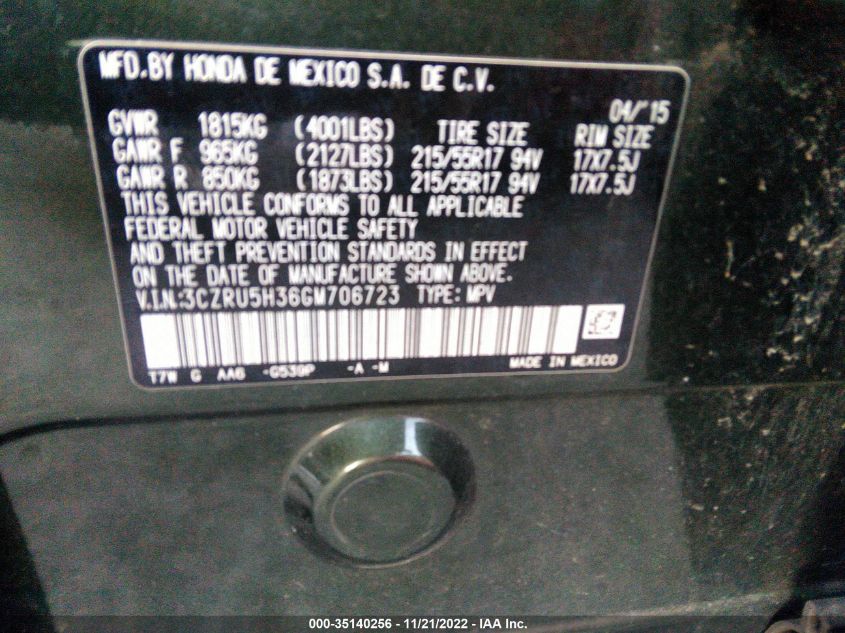 MFD.BY HONDA DE MEXICO S.A. DE C.V.
04/'15
GVWR 1815KG (4001LBS) TIRE SIZE RIM SIZE
GAWR F 965KG (2127LBS) 215/55R17 94V 17X7.5J
GAWR R 850KG (1873LBS) 215/55R17 94V 17X7.5J
THIS VEHICLE CONFORMS TO ALL APPLICABLE
FEDERAL MOTOR VEHICLE SAFETY
AND THEFT PREVENTION STANDARDS IN EFFECT
ON THE DATE OF MANUFACTURE SHOWN ABOVE.
V.I.N:3CZRU5H36GM706723 TYPE: MPV
T7W G AA6 -G539P -A -M MADE IN MEXICO
000-35140256 - 11/21/2022 - IAA Inc.